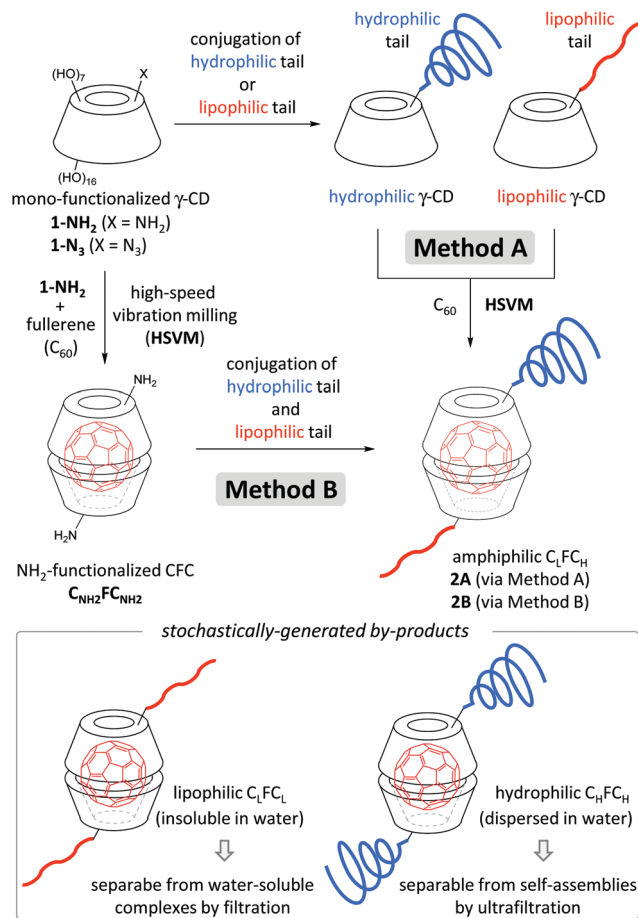 conjugation of
hydrophilic tail
or
lipophilic tail
hydrophilic
tail
lipophilic
tail
(HO)7
X
(HO)16
mono-functionalized γ-CD
1-NH2 (X = NH2)
1-N3 (X = N3)
hydrophilic γ-CD
lipophilic γ-CD
Method A
C60
HSVM
1-NH2
+
fullerene
(C60)
high-speed
vibration milling
(HSVM)
NH2
H2N
conjugation of
hydrophilic tail
and
lipophilic tail
Method B
NH2-functionalized CFC
CNH2FCNH2
amphiphilic CLFCH
2A (via Method A)
2B (via Method B)
stochastically-generated by-products
lipophilic CLFCL
(insoluble in water)
separabe from water-soluble
complexes by filtration
hydrophilic CHFCH
(dispersed in water)
separable from self-assemblies
by ultrafiltration